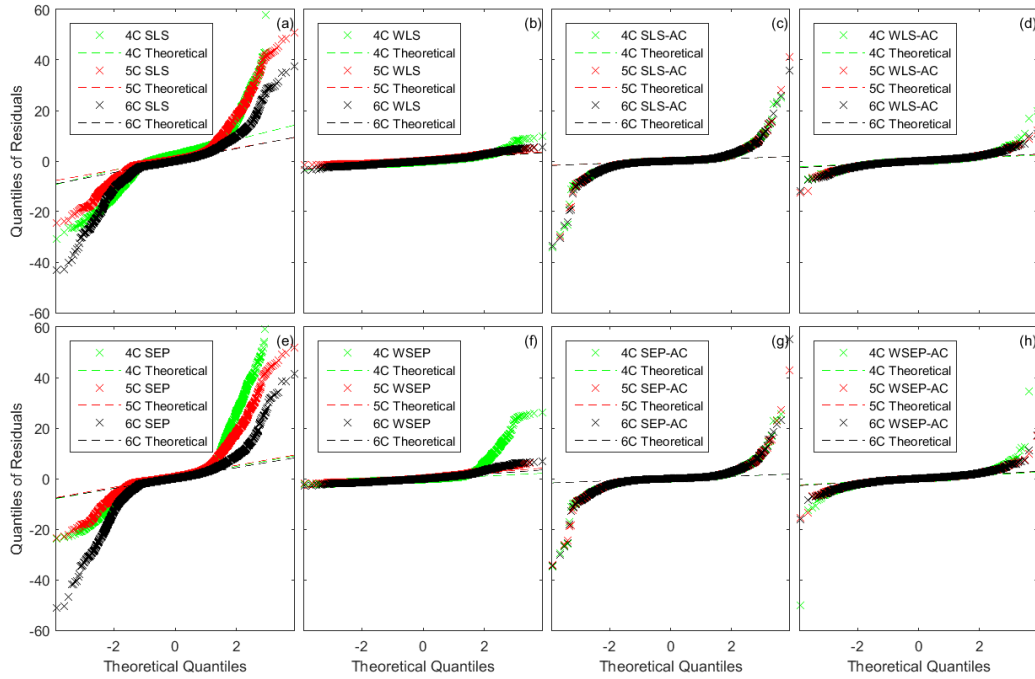 60
40
20
0
-20
-40
-60
Quantiles of Residuals
(a)
4C SLS
4C Theoretical
5C SLS
5C Theoretical
6C SLS
6C Theoretical
(b)
4C WLS
4C Theoretical
5C WLS
5C Theoretical
6C WLS
6C Theoretical
(c)
4C SLS-AC
4C Theoretical
5C SLS-AC
5C Theoretical
6C SLS-AC
6C Theoretical
(d)
4C WLS-AC
4C Theoretical
5C WLS-AC
5C Theoretical
6C WLS-AC
6C Theoretical
60
40
20
0
-20
-40
-60
Quantiles of Residuals
(e)
4C SEP
4C Theoretical
5C SEP
5C Theoretical
6C SEP
6C Theoretical
-2 0 2
Theoretical Quantiles
(f)
4C WSEP
4C Theoretical
5C WSEP
5C Theoretical
6C WSEP
6C Theoretical
-2 0 2
Theoretical Quantiles
(g)
4C SEP-AC
4C Theoretical
5C SEP-AC
5C Theoretical
6C SEP-AC
6C Theoretical
-2 0 2
Theoretical Quantiles
(h)
4C WSEP-AC
4C Theoretical
5C WSEP-AC
5C Theoretical
6C WSEP-AC
6C Theoretical
-2 0 2
Theoretical Quantiles